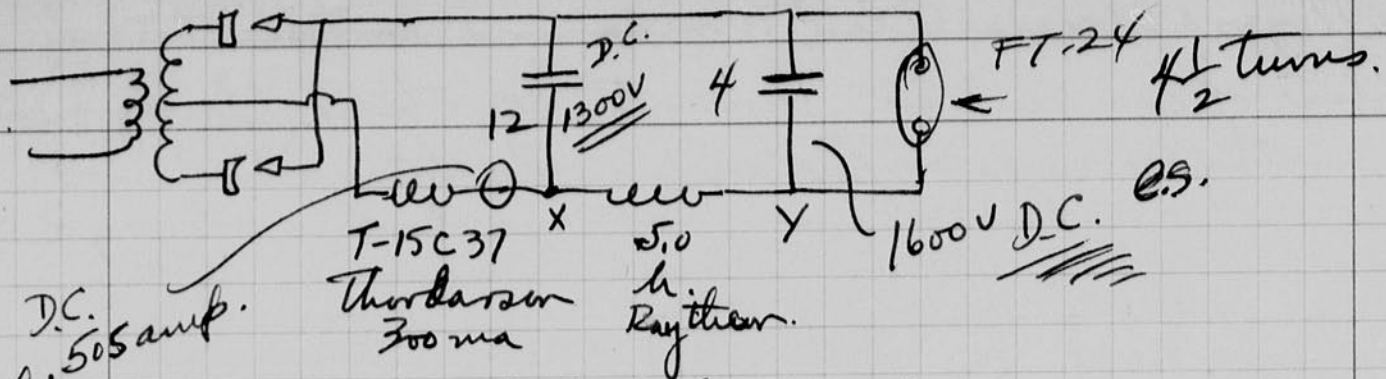 D.C.
1300V
12
4
FT-24
4 1/2 turns.
X
Y
1600V D.C.
e.s.
T-15C37
Thordarson
300 ma
5.0
h.
Raytheon.
D.C.
.505 amp.